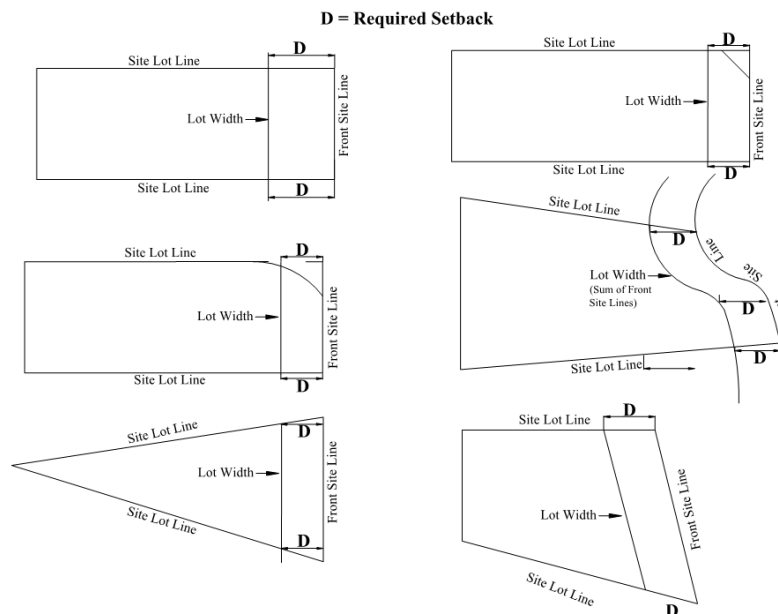 D = Required Setback
D
Site Lot Line
Lot Width
Front Site Line
D
Site Lot Line
D
Site Lot Line
Lot Width
Front Site Line
D
Site Lot Line
D
Site Lot Line
Lot Width
Front Site Line
D
Site Lot Line
Site Lot Line
D
Line
Site
Lot Width
(Sum of Front
Site Lines)
D
D
Site Lot Line
D
Site Lot Line
Lot Width
Front Site Line
D
Site Lot Line
D
Site Lot Line
Lot Width
Front Site Line
Site Lot Line
D